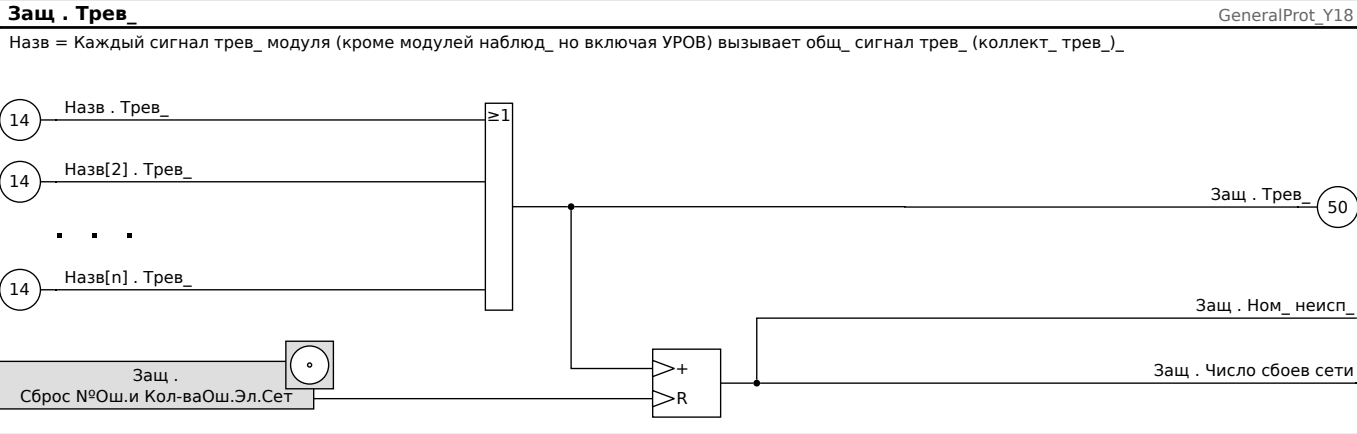 Защ . Трев_
GeneralProt_Y18
Назв = Каждый сигнал трев_ модуля (кроме модулей наблюд_ но включая УРОВ) вызывает общ_ сигнал трев_ (коллект_ трев_)_
14
Назв . Трев_
≥1
14
Назв[2] . Трев_
Защ . Трев_
50
. . .
14
Назв[n] . Трев_
Защ . Ном_ неисп_
Защ .
Сброс №Ош.и Кол-ваОш.Эл.Сет
+
R
Защ . Число сбоев сети